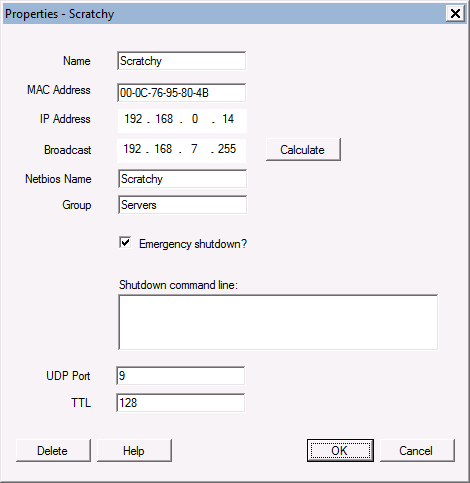 Properties - Scratchy
Name Scratchy
MAC Address 00-0C-76-95-80-4B
IP Address 192 . 168 . 0 . 14
Broadcast 192 . 168 . 7 . 255 Calculate
Netbios Name Scratchy
Group Servers
Emergency shutdown?
Shutdown command line:
UDP Port 9
TTL 128
Delete Help OK Cancel